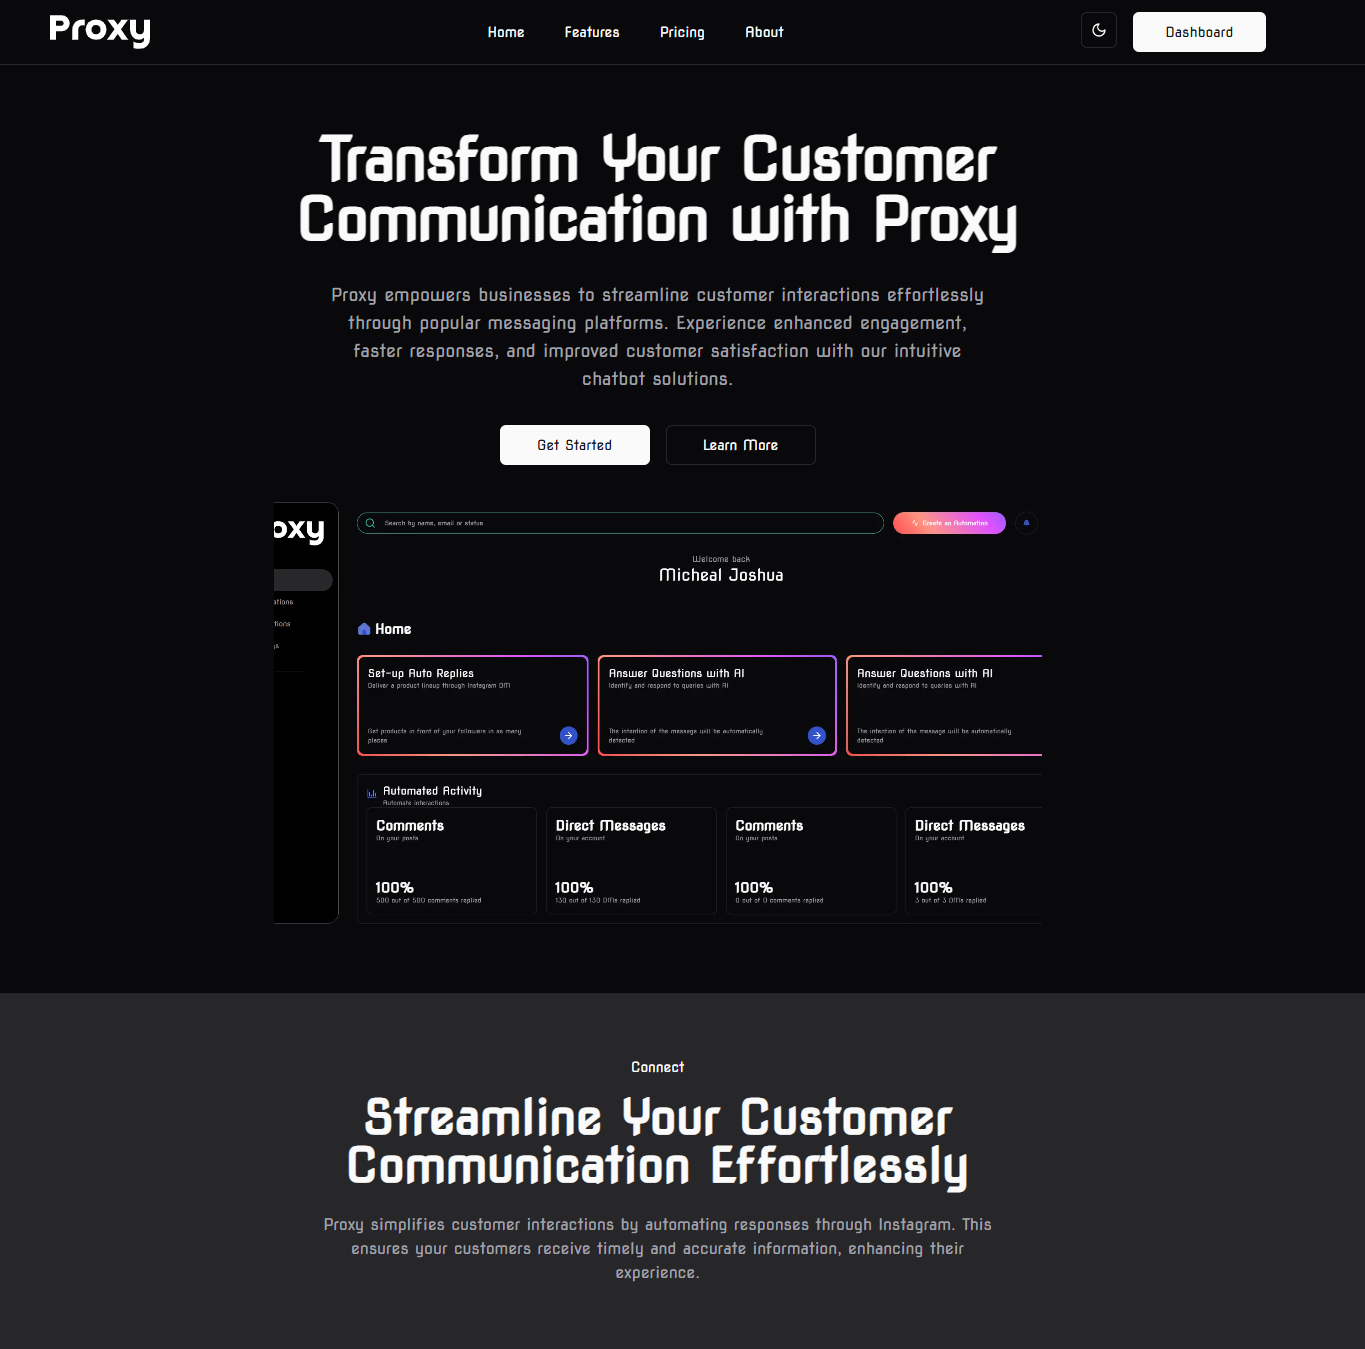 Proxy
Home Features Pricing About
Dashboard
Transform Your Customer
Communication with Proxy
Proxy empowers businesses to streamline customer interactions effortlessly
through popular messaging platforms. Experience enhanced engagement,
faster responses, and improved customer satisfaction with our intuitive
chatbot solutions.
Get Started
Learn More
oxy
Search by name, email or status
Create an Automation
Welcome back
Micheal Joshua
ations
tions
gs
Home
Set-up Auto Replies
Deliver a product lineup through Instagram DM
Get products in front of your followers in as many
places
Answer Questions with AI
Identify and respond to queries with AI
The intention of the message will be automatically
detected
Answer Questions with AI
Identify and respond to queries with AI
The intention of the message will be automatically
detected
Automated Activity
Automate interactions
Comments
On your posts
100%
500 out of 500 comments replied
Direct Messages
On your account
100%
130 out of 130 DMs replied
Comments
On your posts
100%
0 out of 0 comments replied
Direct Messages
On your account
100%
3 out of 3 DMs replied
Connect
Streamline Your Customer
Communication Effortlessly
Proxy simplifies customer interactions by automating responses through Instagram. This
ensures your customers receive timely and accurate information, enhancing their
experience.